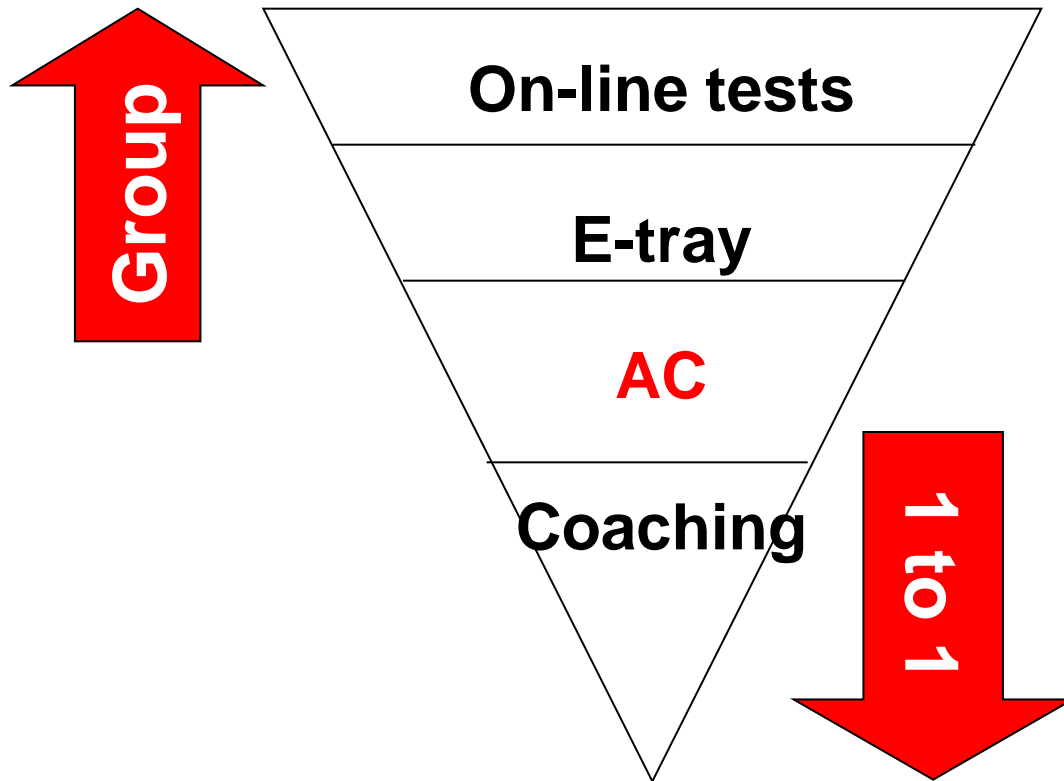 Group
On-line tests
E-tray
AC
Coaching
1 to 1